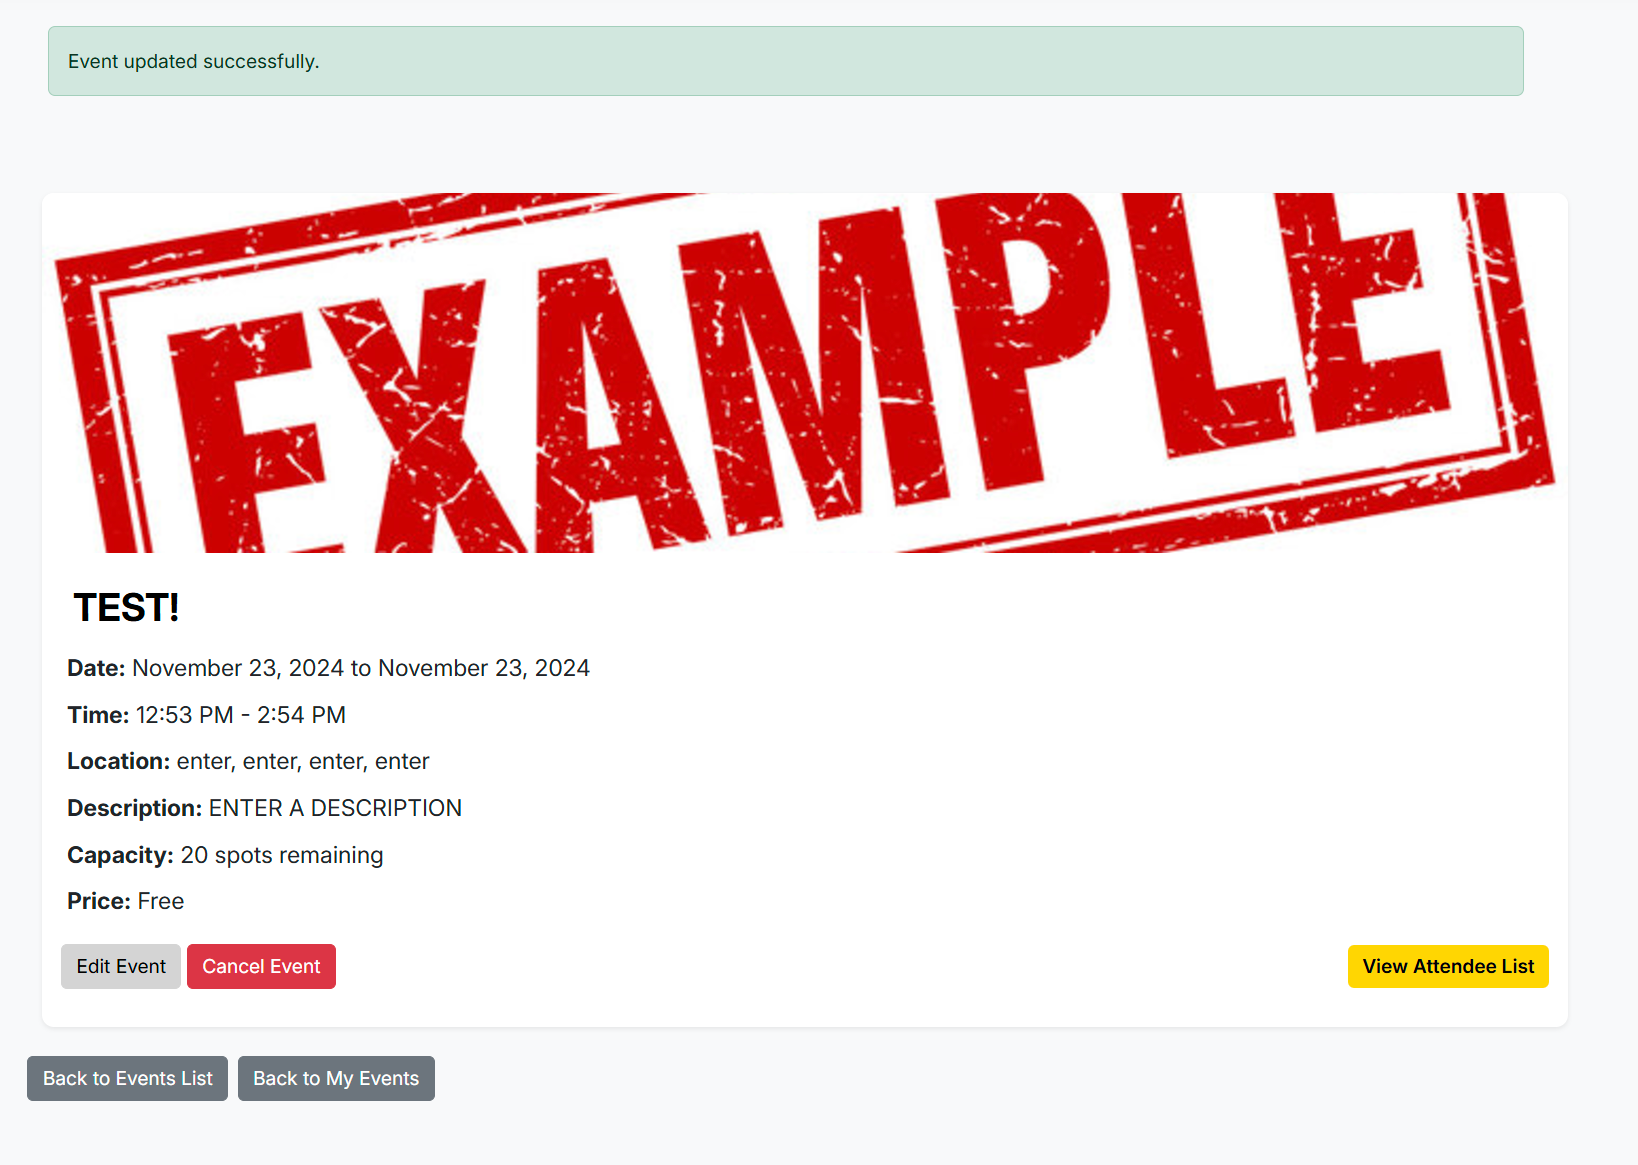 Event updated successfully.
EXAMPLE
TEST!
Date: November 23, 2024 to November 23, 2024
Time: 12:53 PM - 2:54 PM
Location: enter, enter, enter, enter
Description: ENTER A DESCRIPTION
Capacity: 20 spots remaining
Price: Free
Edit Event Cancel Event View Attendee List
Back to Events List Back to My Events